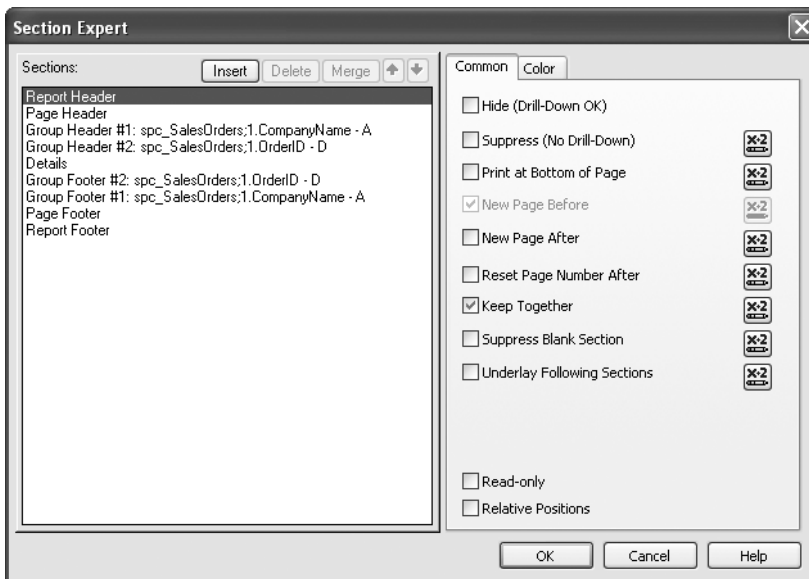 Section Expert
Sections:
Insert
Delete
Merge
Report Header
Page Header
Group Header #1: spc_SalesOrders;1.CompanyName - A
Group Header #2: spc_SalesOrders;1.OrderID - D
Details
Group Footer #2: spc_SalesOrders;1.OrderID - D
Group Footer #1: spc_SalesOrders;1.CompanyName - A
Page Footer
Report Footer
Common
Color
Hide (Drill-Down OK)
Suppress (No Drill-Down)
x-2
Print at Bottom of Page
x-2
New Page Before
x-2
New Page After
x-2
Reset Page Number After
x-2
Keep Together
x-2
Suppress Blank Section
x-2
Underlay Following Sections
x-2
Read-only
Relative Positions
OK
Cancel
Help